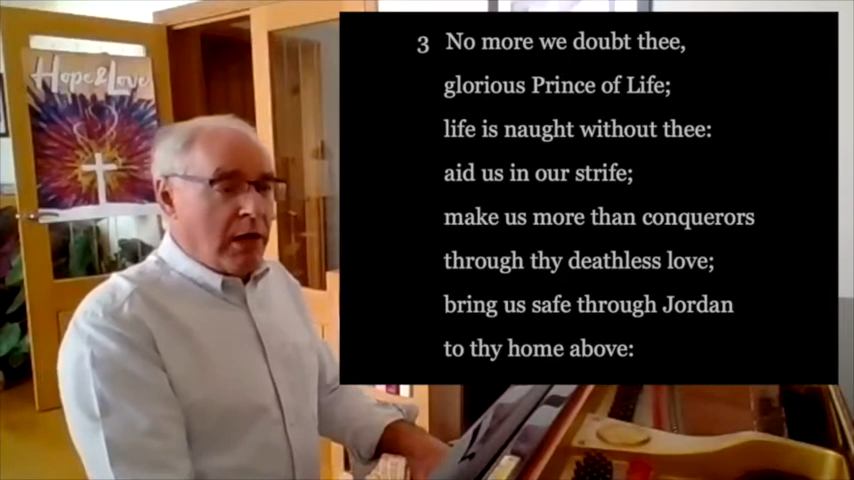 Hope & Love
3 No more we doubt thee,
glorious Prince of Life;
life is naught without thee:
aid us in our strife;
make us more than conquerors
through thy deathless love;
bring us safe through Jordan
to thy home above: